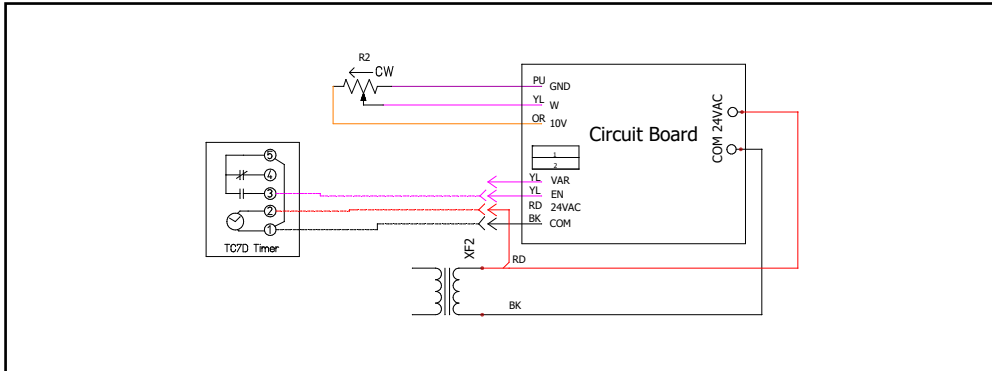 R2
CW
PU GND
YL W
OR 10V
Circuit Board
COM 24VAC
1
2
YL VAR
YL EN
RD 24VAC
BK COM
5
4
3
2
1
TC7D Timer
XF2
RD
BK